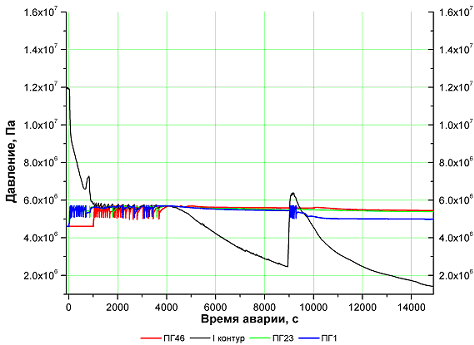 1.6x10⁷ 1.6x10⁷
1.4x10⁷ 1.4x10⁷
1.2x10⁷ 1.2x10⁷
1.0x10⁷ 1.0x10⁷
8.0x10⁶ 8.0x10⁶
6.0x10⁶ 6.0x10⁶
4.0x10⁶ 4.0x10⁶
2.0x10⁶ 2.0x10⁶
Давление, Па
0 2000 4000 6000 8000 10000 12000 14000
Время аварии, с
ПГ46 I контур ПГ23 ПГ1